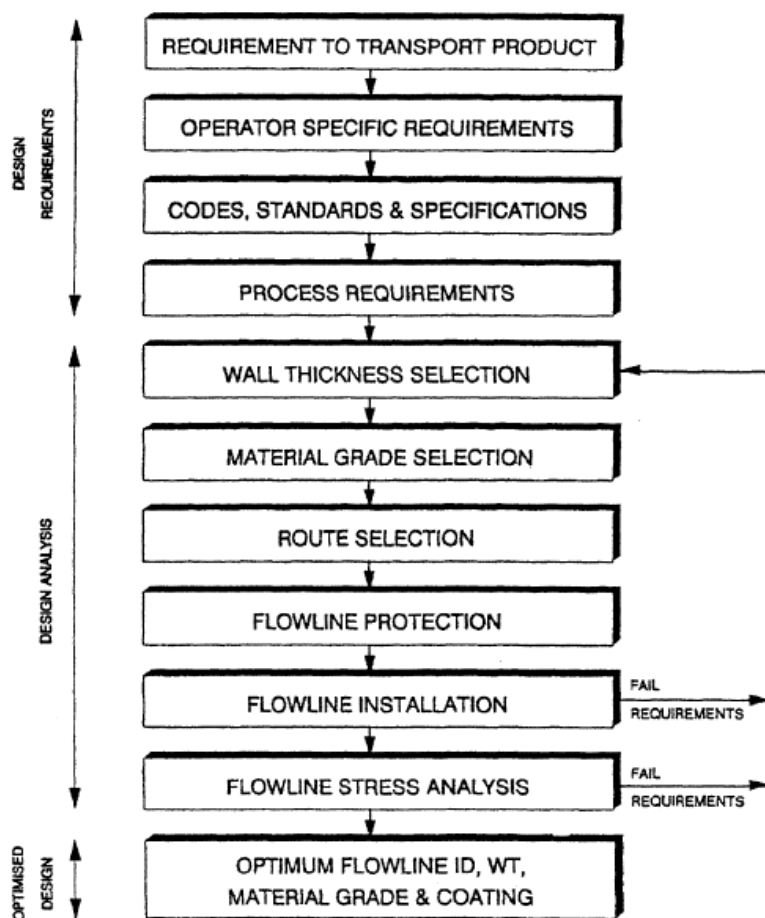 REQUIREMENT TO TRANSPORT PRODUCT
OPERATOR SPECIFIC REQUIREMENTS
CODES, STANDARDS & SPECIFICATIONS
PROCESS REQUIREMENTS
DESIGN
REQUIREMENTS
WALL THICKNESS SELECTION
MATERIAL GRADE SELECTION
ROUTE SELECTION
FLOWLINE PROTECTION
FLOWLINE INSTALLATION
FAIL
REQUIREMENTS
FLOWLINE STRESS ANALYSIS
FAIL
REQUIREMENTS
DESIGN ANALYSIS
OPTIMUM FLOWLINE ID, WT,
MATERIAL GRADE & COATING
OPTIMISED
DESIGN